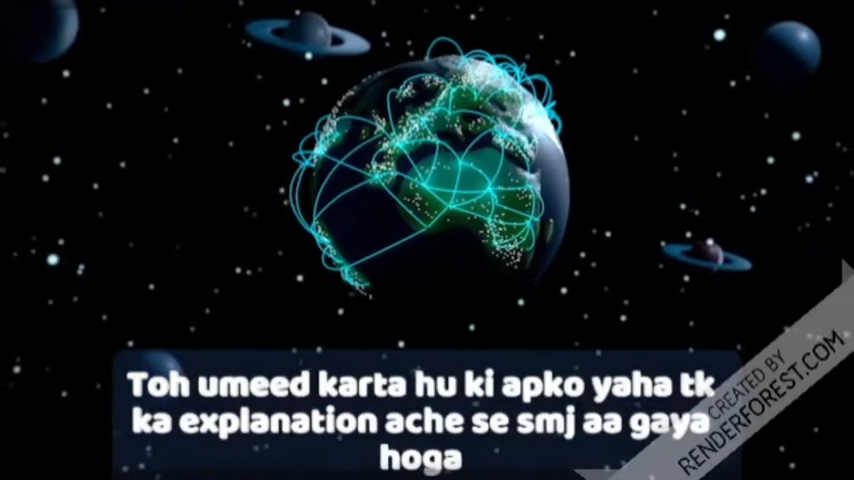 Toh umeed karta hu ki apko yaha tk
ka explanation ache se smj aa gaya
hoga
CREATED BY
RENDERFOREST.COM